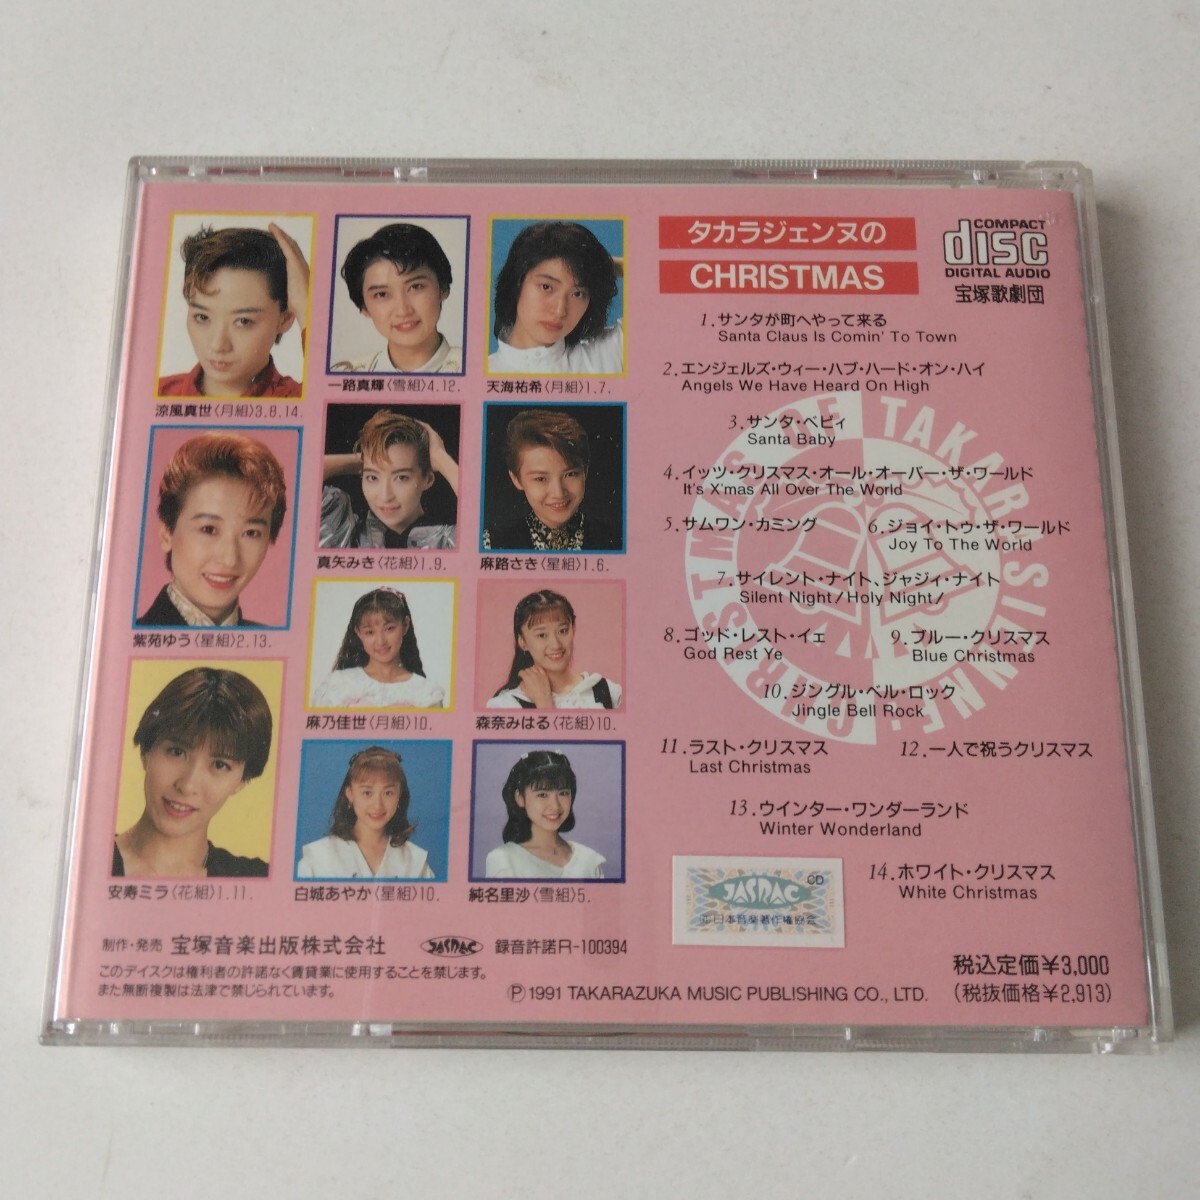 タカラジェンヌの
CHRISTMAS
COMPACT
disc
DIGITAL AUDIO
宝塚歌劇団
涼風真世〈月組〉3.8.14.
一路真輝〈雪組〉4.12.
天海祐希〈月組〉1.7.
紫苑ゆう〈星組〉2.13.
真矢みき〈花組〉1.9.
麻路さき〈星組〉1.6.
麻乃佳世〈月組〉10.
森奈みはる〈花組〉10.
安寿ミラ〈花組〉1.11.
白城あやか〈星組〉10.
純名里沙〈雪組〉5.
1.サンタが町へやって来る
Santa Claus Is Comin' To Town
2.エンジェルズ・ウィー・ハブ・ハード・オン・ハイ
Angels We Have Heard On High
3.サンタ・ベビィ
Santa Baby
4.イッツ・クリスマス・オール・オーバー・ザ・ワールド
It's X'mas All Over The World
5.サムワン・カミング
6.ジョイ・トゥ・ザ・ワールド
Joy To The World
7.サイレント・ナイト、ジャジィ・ナイト
Silent Night/Holy Night/
8.ゴッド・レスト・イェ
God Rest Ye
9.ブルー・クリスマス
Blue Christmas
10.ジングル・ベル・ロック
Jingle Bell Rock
11.ラスト・クリスマス
Last Christmas
12.一人で祝うクリスマス
13.ウインター・ワンダーランド
Winter Wonderland
14.ホワイト・クリスマス
White Christmas
CHRISTMAS DE TAKARASIENNE
JASRAC
CD
㈳日本音楽著作権協会
制作・発売 宝塚音楽出版株式会社 JASRAC 録音許諾R-100394
このディスクは権利者の許諾なく賃貸業に使用することを禁じます。
また無断複製は法律で禁じられています。
Ⓟ1991 TAKARAZUKA MUSIC PUBLISHING CO., LTD.
税込定価¥3,000
(税抜価格¥2,913)